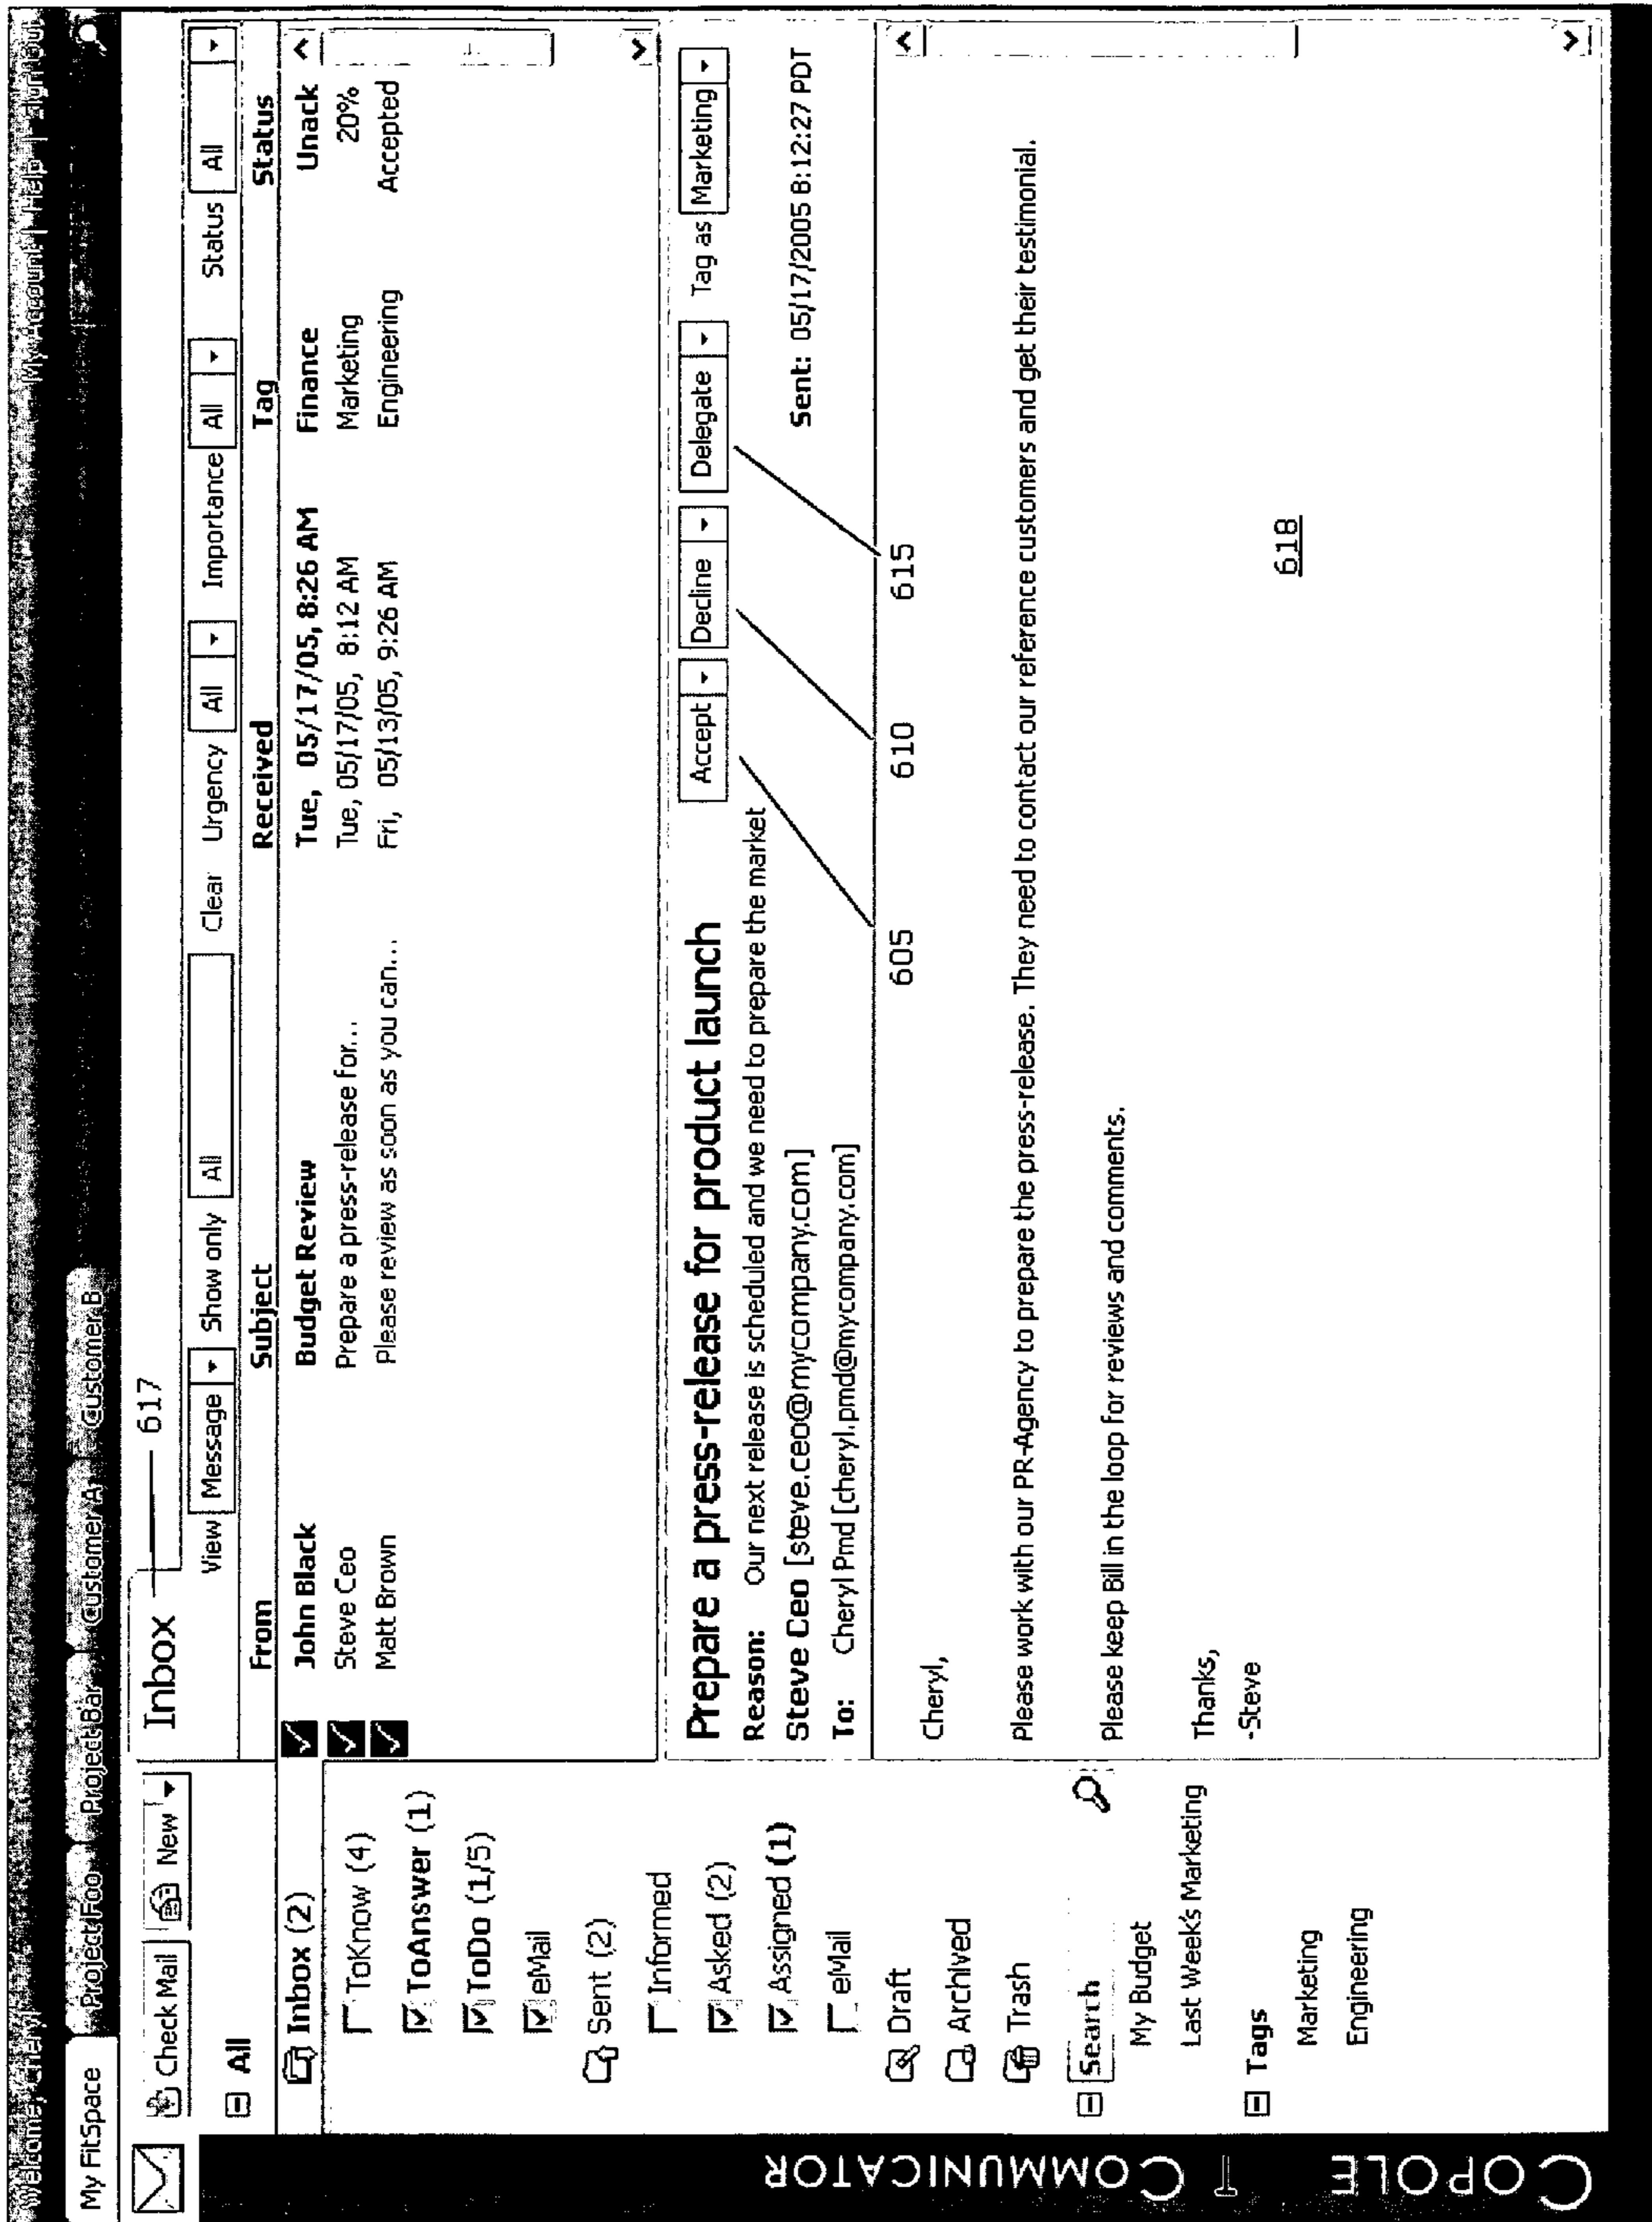 Welcome, Cheryl
My Account | Help | Sign Out
My FitSpace Project Foo Project Bar Customer A Customer B
Check Mail New
Inbox 617
View Message Show only All Clear Urgency All Importance All Status All
From Subject Received Tag Status
John Black Budget Review Tue, 05/17/05, 8:26 AM Finance Unack
Steve Ceo Prepare a press-release for... Tue, 05/17/05, 8:12 AM Marketing 20%
Matt Brown Please review as soon as you can... Fri, 05/13/05, 9:26 AM Engineering Accepted
All
Inbox (2)
ToKnow (4)
ToAnswer (1)
ToDo (1/5)
eMail
Sent (2)
Informed
Asked (2)
Assigned (1)
eMail
Draft
Archived
Trash
Search
My Budget
Last Week's Marketing
Tags
Marketing
Engineering
Prepare a press-release for product launch
Accept Decline Delegate Tag as Marketing
Reason: Our next release is scheduled and we need to prepare the market
Steve Ceo [steve.ceo@mycompany.com] Sent: 05/17/2005 8:12:27 PDT
To: Cheryl Pmd [cheryl.pmd@mycompany.com]
605 610 615
Cheryl,
Please work with our PR-Agency to prepare the press-release. They need to contact our reference customers and get their testimonial.
Please keep Bill in the loop for reviews and comments.
Thanks,
-Steve
618
COPOLE COMMUNICATOR